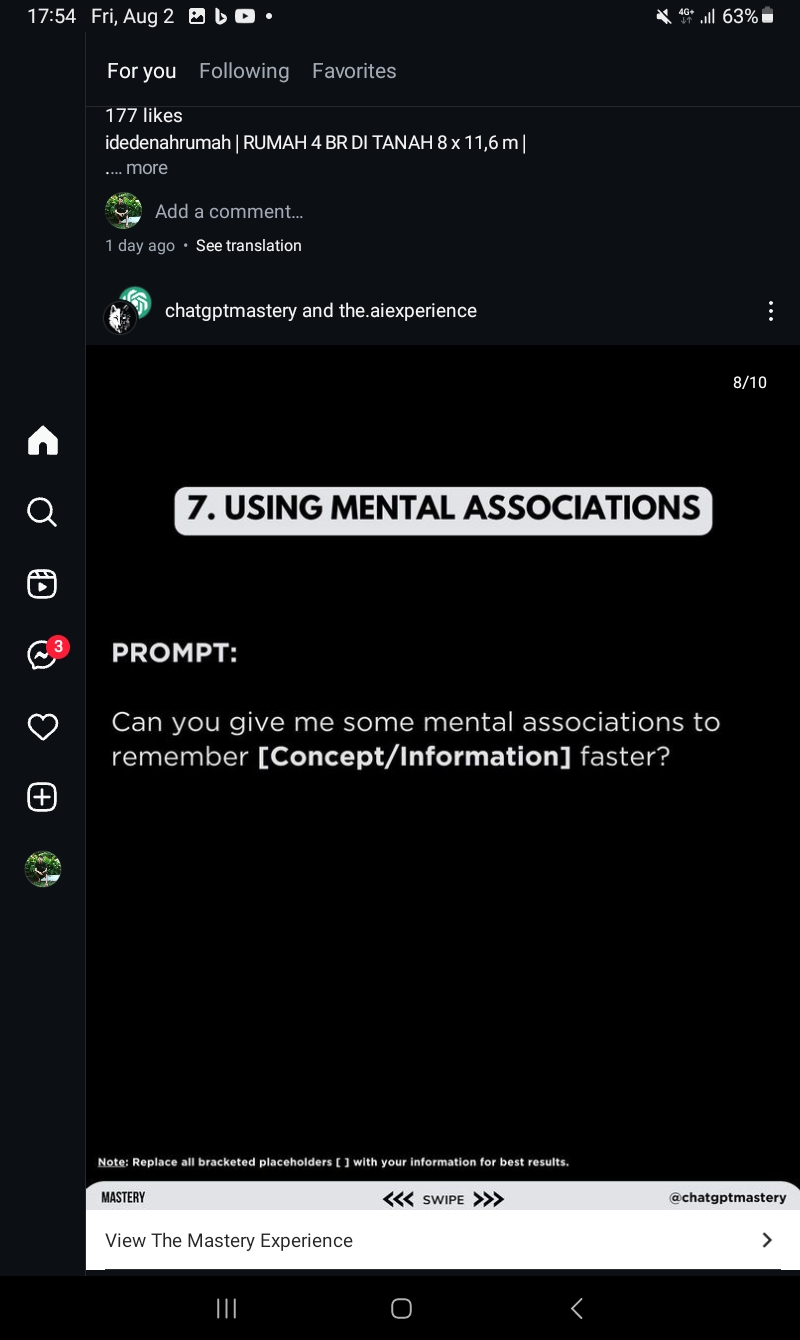 17:54 Fri, Aug 2 4G+ 63%
For you Following Favorites
177 likes
idedenahrumah | RUMAH 4 BR DI TANAH 8 x 11,6 m |
.... more
Add a comment...
1 day ago • See translation
chatgptmastery and the.aiexperience
8/10
7. USING MENTAL ASSOCIATIONS
3
PROMPT:
Can you give me some mental associations to
remember [Concept/Information] faster?
Note: Replace all bracketed placeholders [ ] with your information for best results.
MASTERY <<< SWIPE >>> @chatgptmastery
View The Mastery Experience